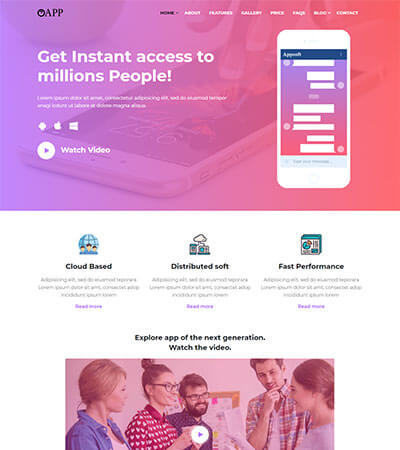 APP
HOME ABOUT FEATURES GALLERY PRICE FAQS BLOG CONTACT
Get Instant access to
millions People!
Lorem ipsum dolor sit amet, consectetur adipisicing elit, sed do eiusmod tempor
enapi enim ut labore et dolore magna aliqua.
Watch Video
Appsoft
Type your message...
Cloud Based
Adipisicing elit, sed do eiusmod teporara
Lorem ipsum dolor sit amt, consectet adop
incididunt iopsum lorem
Read more
Distributed soft
Adipisicing elit, sed do eiusmod teporara
Lorem ipsum dolor sit amt, consectet adop
incididunt iopsum lorem
Read more
Fast Performance
Adipisicing elit, sed do eiusmod teporara
Lorem ipsum dolor sit amt, consectet adop
incididunt iopsum lorem
Read more
Explore app of the next generation.
Watch the video.